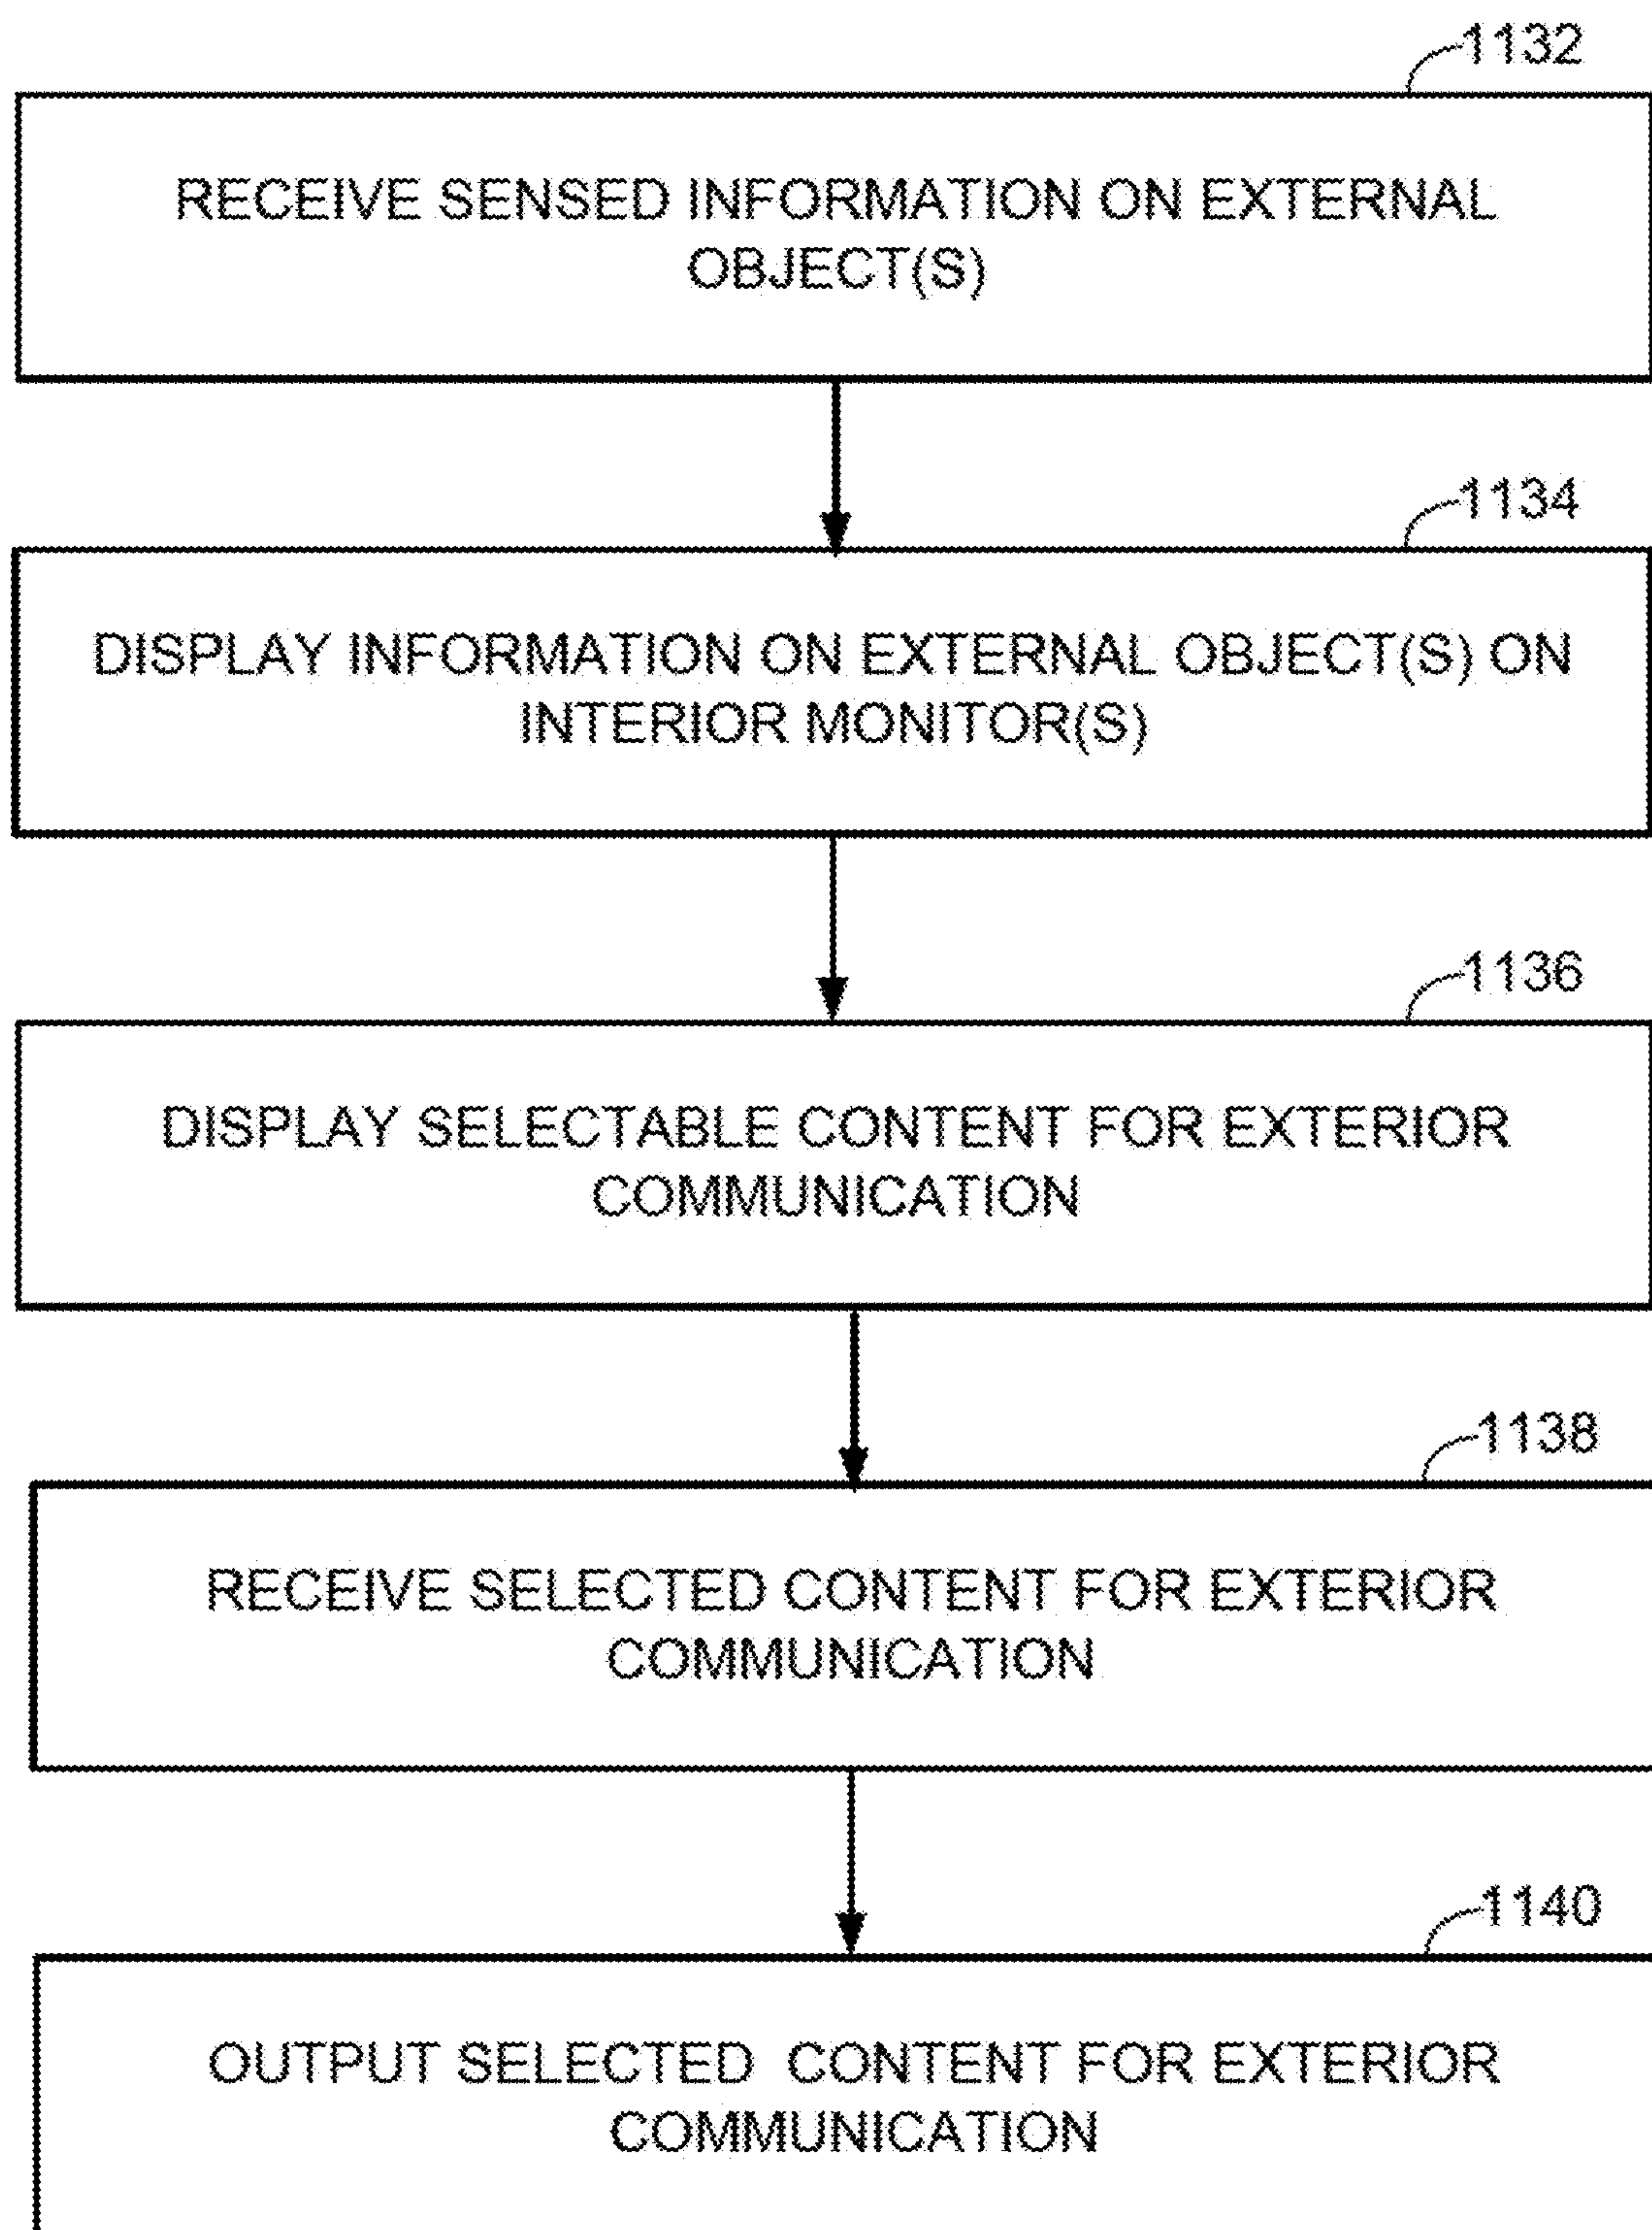 1132
RECEIVE SENSED INFORMATION ON EXTERNAL
OBJECT(S)
1134
DISPLAY INFORMATION ON EXTERNAL OBJECT(S) ON
INTERIOR MONITOR(S)
1136
DISPLAY SELECTABLE CONTENT FOR EXTERIOR
COMMUNICATION
1138
RECEIVE SELECTED CONTENT FOR EXTERIOR
COMMUNICATION
1140
OUTPUT SELECTED CONTENT FOR EXTERIOR
COMMUNICATION